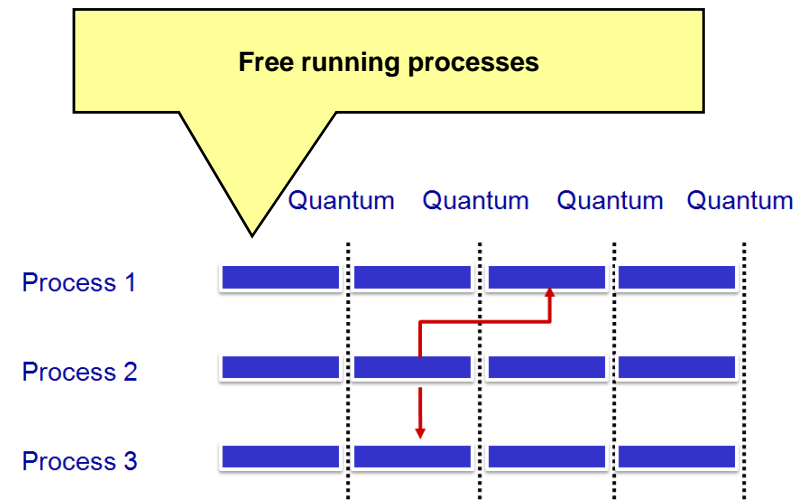 Free running processes
Quantum Quantum Quantum Quantum
Process 1
Process 2
Process 3